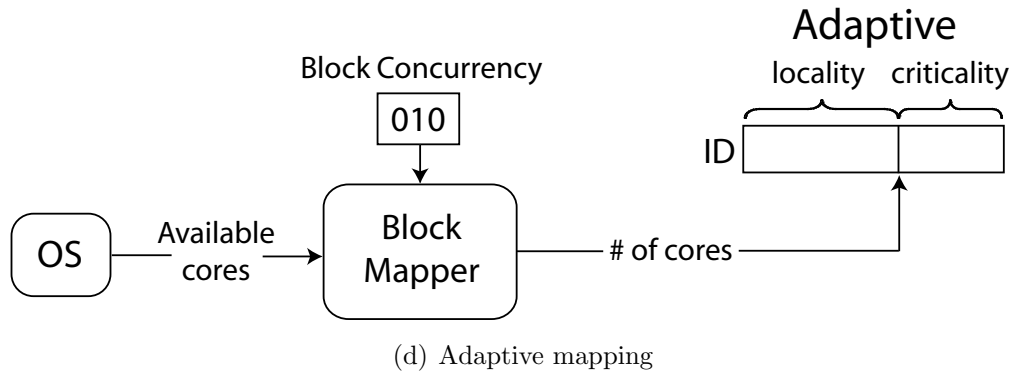 Adaptive
locality criticality
Block Concurrency
010
ID
OS
Available
cores
Block
Mapper
# of cores
(d) Adaptive mapping